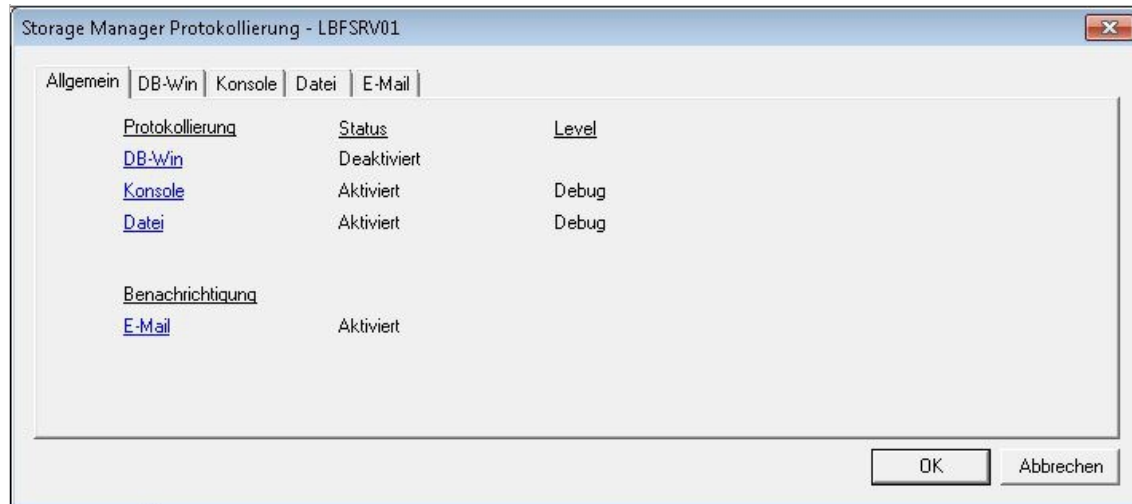 Storage Manager Protokollierung - LBFSRV01
Allgemein DB-Win Konsole Datei E-Mail
Protokollierung Status Level
DB-Win Deaktiviert
Konsole Aktiviert Debug
Datei Aktiviert Debug
Benachrichtigung
E-Mail Aktiviert
OK Abbrechen